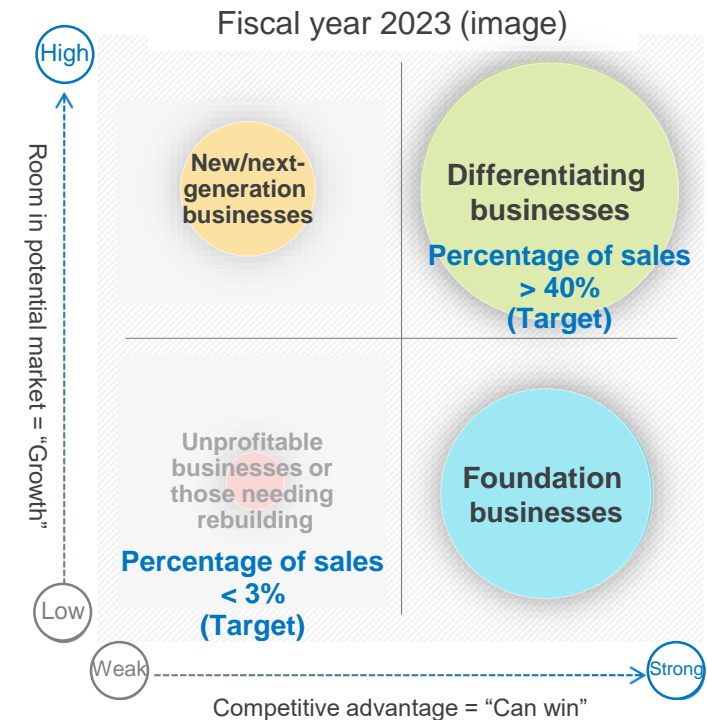 Fiscal year 2023 (image)
High
Room in potential market = “Growth”
New/next-
generation
businesses
Differentiating
businesses
Percentage of sales
> 40%
(Target)
Unprofitable
businesses or
those needing
rebuilding
Percentage of sales
< 3%
(Target)
Foundation
businesses
Low
Weak
Strong
Competitive advantage = “Can win”